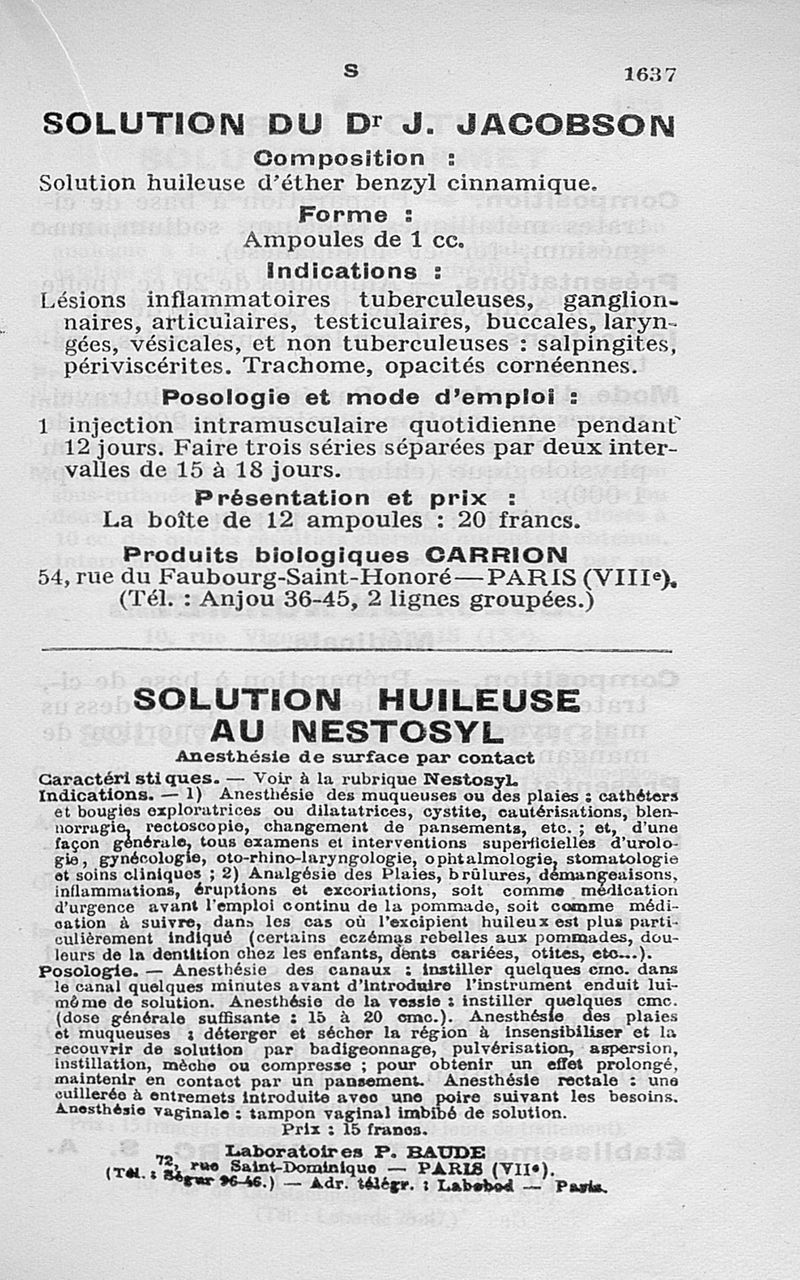 S 1637
SOLUTION DU Dr J. JACOBSON
Composition :
Solution huileuse d'éther benzyl cinnamique.
Forme :
Ampoules de 1 cc.
Indications :
Lésions inflammatoires tuberculeuses, ganglion-
naires, articulaires, testiculaires, buccales, laryn-
gées, vésicales, et non tuberculeuses : salpingites,
périviscérites. Trachome, opacités cornéennes.
Posologie et mode d'emploi :
1 injection intramusculaire quotidienne pendant
12 jours. Faire trois séries séparées par deux inter-
valles de 15 à 18 jours.
Présentation et prix :
La boîte de 12 ampoules : 20 francs.
Produits biologiques CARRION
54, rue du Faubourg-Saint-Honoré — PARIS (VIIIe).
(Tél. : Anjou 36-45, 2 lignes groupées.)
SOLUTION HUILEUSE
AU NESTOSYL
Anesthésie de surface par contact
Caractéristiques. — Voir à la rubrique Nestosyl.
Indications. — 1) Anesthésie des muqueuses ou des plaies : cathéters
et bougies exploratrices ou dilatatrices, cystite, cautérisations, blen-
norragie, rectoscopie, changement de pansements, etc. ; et, d'une
façon générale, tous examens et interventions superficielles d'urolo-
gie, gynécologie, oto-rhino-laryngologie, ophtalmologie, stomatologie
et soins cliniques ; 2) Analgésie des Plaies, brûlures, démangeaisons,
inflammations, éruptions et excoriations, soit comme médication
d'urgence avant l'emploi continu de la pommade, soit comme médi-
cation à suivre, dans les cas où l'excipient huileux est plus parti-
culièrement indiqué (certains eczémas rebelles aux pommades, dou-
leurs de la dentition chez les enfants, dents cariées, otites, etc...).
Posologie. — Anesthésie des canaux : instiller quelques cmc. dans
le canal quelques minutes avant d'introduire l'instrument enduit lui-
même de solution. Anesthésie de la vessie : instiller quelques cmc.
(dose générale suffisante : 15 à 20 cmc.). Anesthésie des plaies
et muqueuses : déterger et sécher la région à insensibiliser et la
recouvrir de solution par badigeonnage, pulvérisation, aspersion,
instillation, mèche ou compresse ; pour obtenir un effet prolongé,
maintenir en contact par un pansement. Anesthésie rectale : une
cuillerée à entremets introduite avec une poire suivant les besoins.
Anesthésie vaginale : tampon vaginal imbibé de solution.
Prix : 15 francs.
Laboratoires P. BAUDE
72, rue Saint-Dominique — PARIS (VIIe).
(Tél. : Ségur 96-46.) — Adr. télégr. : Labobod — Paris.